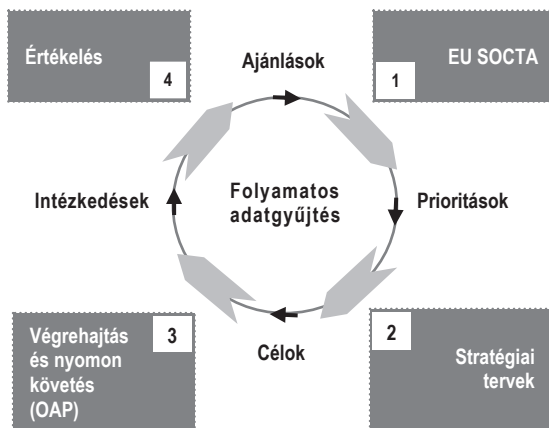 Értékelés
4
Ajánlások
1
EU SOCTA
Intézkedések
Folyamatos
adatgyűjtés
Prioritások
Végrehajtás
és nyomon
követés
(OAP)
3
Célok
2
Stratégiai
tervek